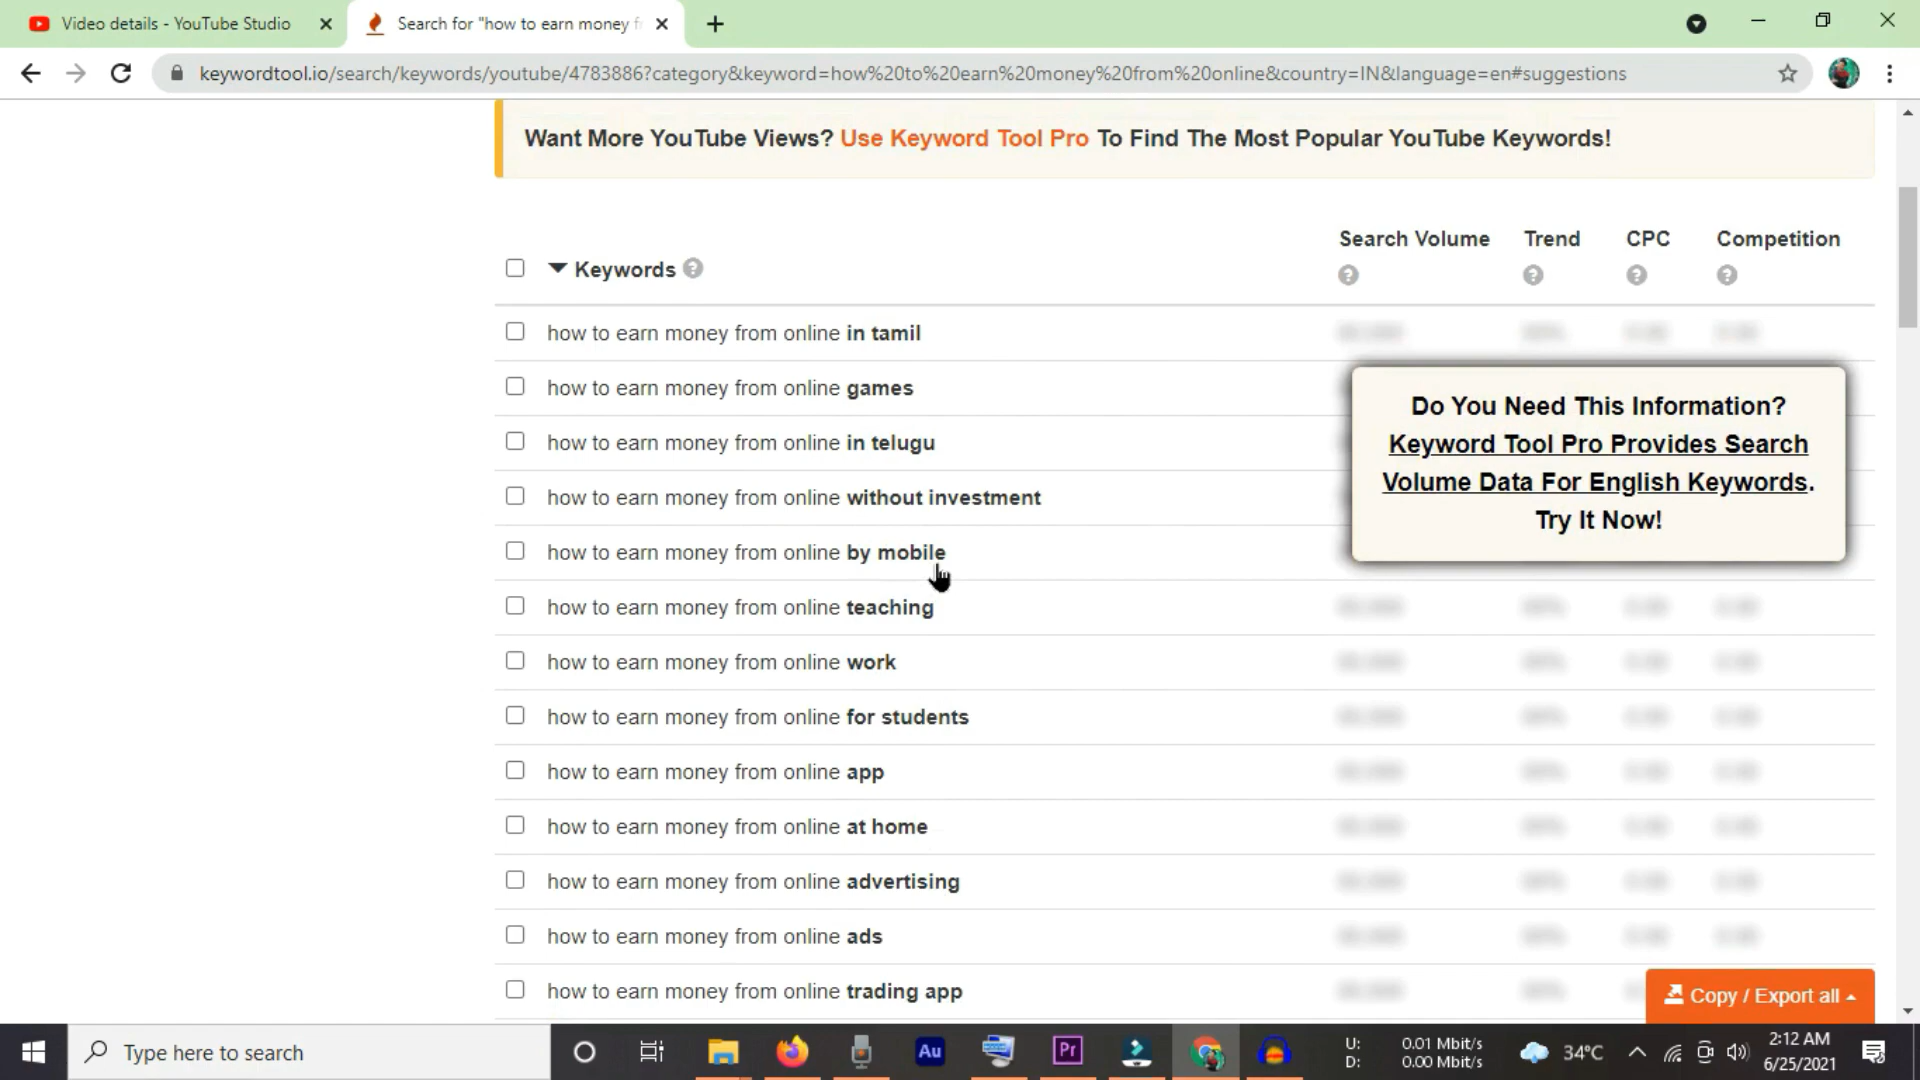 Video details - YouTube Studio
Search for "how to earn money f
keywordtool.io/search/keywords/youtube/4783886?category&keyword=how%20to%20earn%20money%20from%20online&country=IN&language=en#suggestions
Want More YouTube Views? Use Keyword Tool Pro To Find The Most Popular YouTube Keywords!
Keywords ?
Search Volume ?
Trend ?
CPC ?
Competition ?
how to earn money from online in tamil
how to earn money from online games
how to earn money from online in telugu
how to earn money from online without investment
how to earn money from online by mobile
how to earn money from online teaching
how to earn money from online work
how to earn money from online for students
how to earn money from online app
how to earn money from online at home
how to earn money from online advertising
how to earn money from online ads
how to earn money from online trading app
Do You Need This Information?
Keyword Tool Pro Provides Search
Volume Data For English Keywords.
Try It Now!
Copy / Export all
Type here to search
Au
Pr
U: 0.01 Mbit/s
D: 0.00 Mbit/s
34°C
2:12 AM
6/25/2021